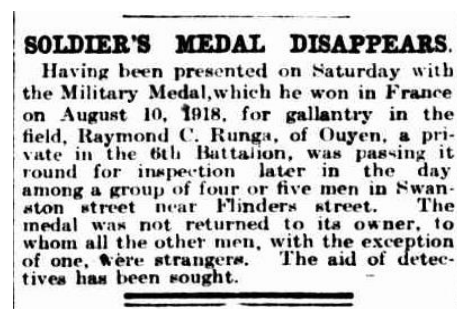 SOLDIER'S MEDAL DISAPPEARS.
Having been presented on Saturday with
the Military Medal, which he won in France
on August 10, 1918, for gallantry in the
field, Raymond C. Runga, of Ouyen, a pri-
vate in the 6th Battalion, was passing it
round for inspection later in the day
among a group of four or five men in Swan-
ston street near Flinders street. The
medal was not returned to its owner, to
whom all the other men, with the exception
of one, were strangers. The aid of detec-
tives has been sought.